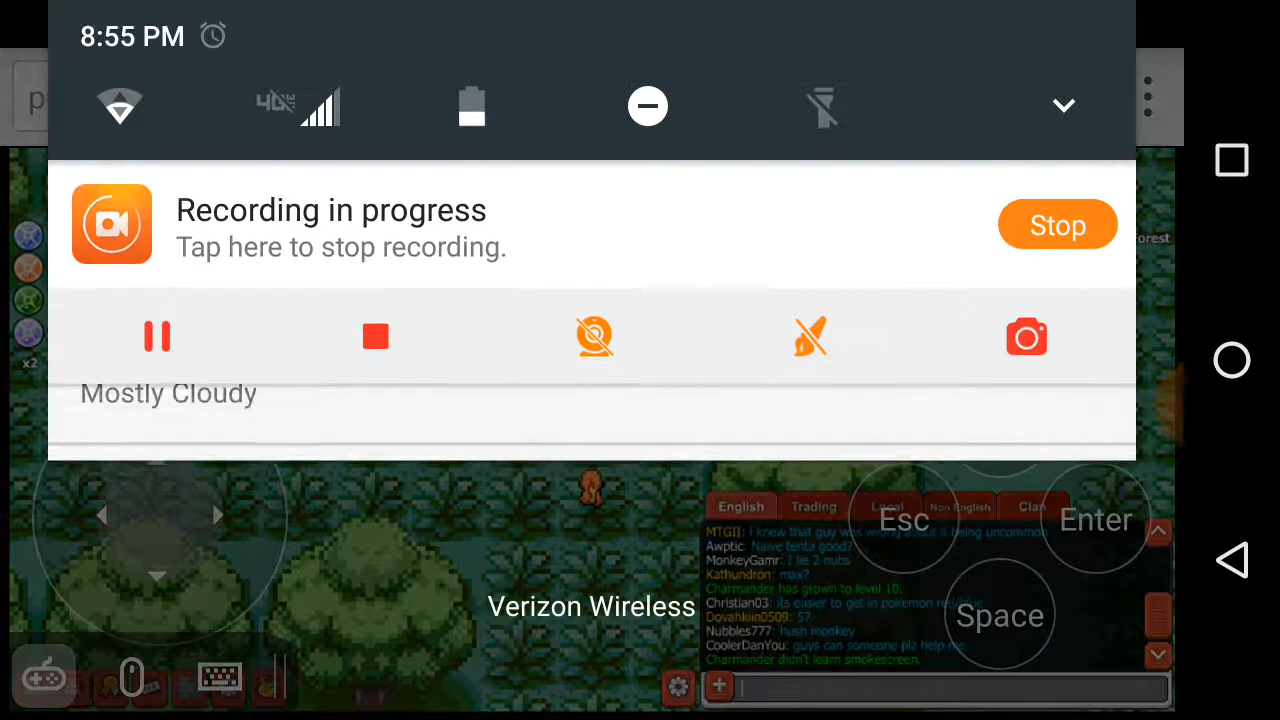 8:55 PM
p
4G LTE
Recording in progress
Tap here to stop recording.
Stop
orest
x2
Mostly Cloudy
English
Trading
Local
Non English
Clan
Esc
Enter
MTGII: I knew that guy was wrong about it being uncommon
Awptic: Naive tenta good?
MonkeyGamr: I lie 2 nubs
Kathundron: max?
Charmander has grown to level 10.
Christian03: its easier to get in pokemon red/blue
Dovahkiin0509: 57
Nubbles777: hush monkey
CoolerDanYou: guys can someone plz help me
Charmander didn't learn smokescreen.
Space
Verizon Wireless